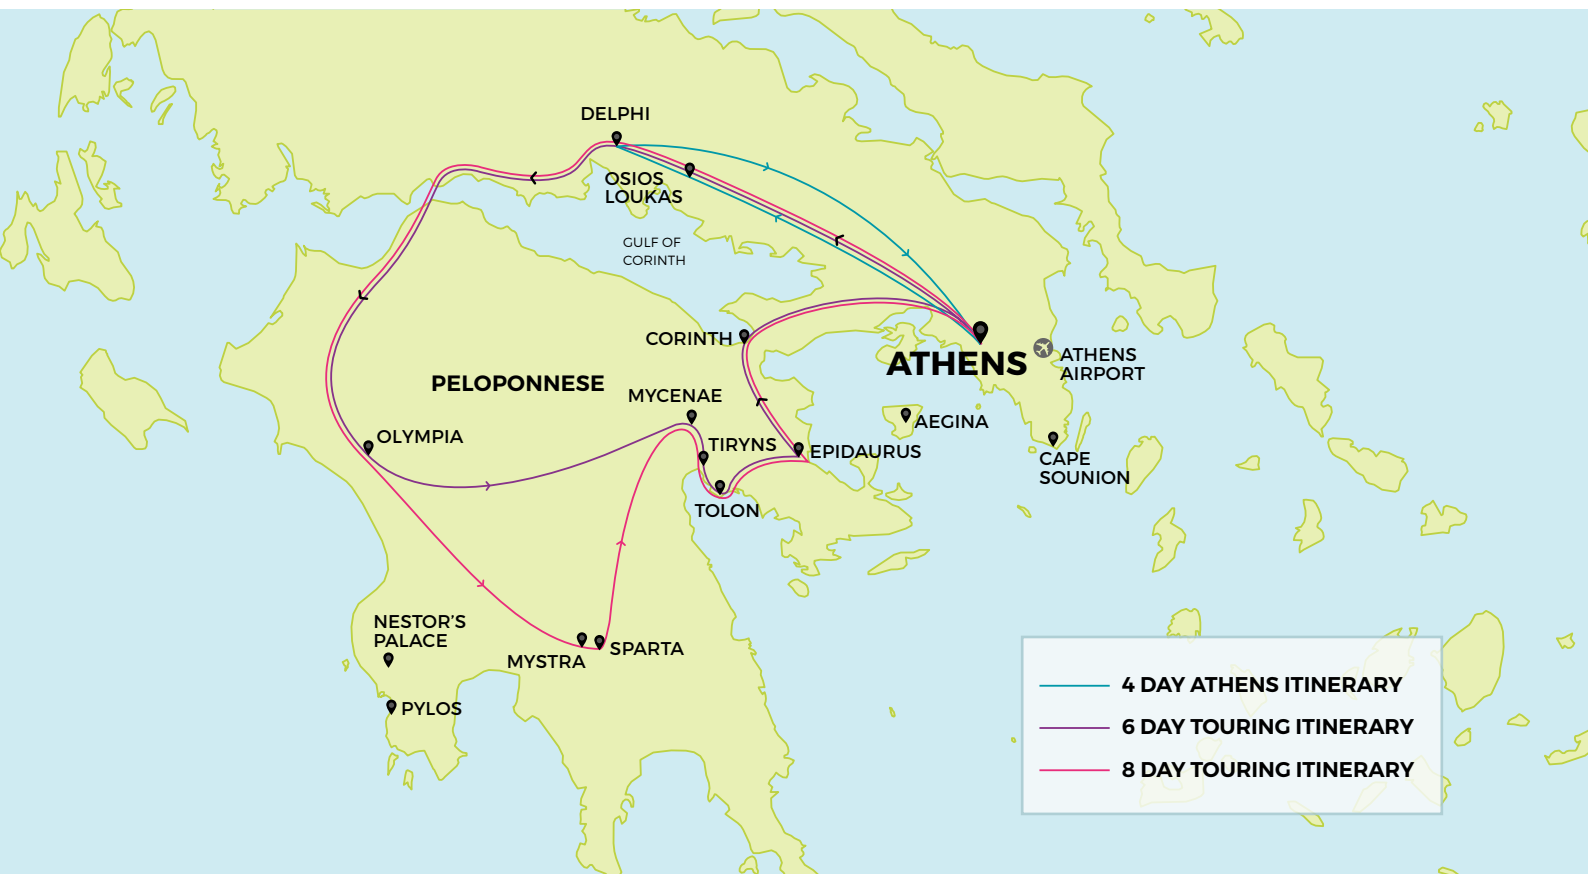 DELPHI
OSIOS
LOUKAS
GULF OF
CORINTH
CORINTH
ATHENS
ATHENS
AIRPORT
PELOPONNESE
MYCENAE
AEGINA
OLYMPIA
TIRYNS
EPIDAURUS
CAPE
SOUNION
TOLON
NESTOR’S
PALACE
MYSTRA
SPARTA
PYLOS
4 DAY ATHENS ITINERARY
6 DAY TOURING ITINERARY
8 DAY TOURING ITINERARY